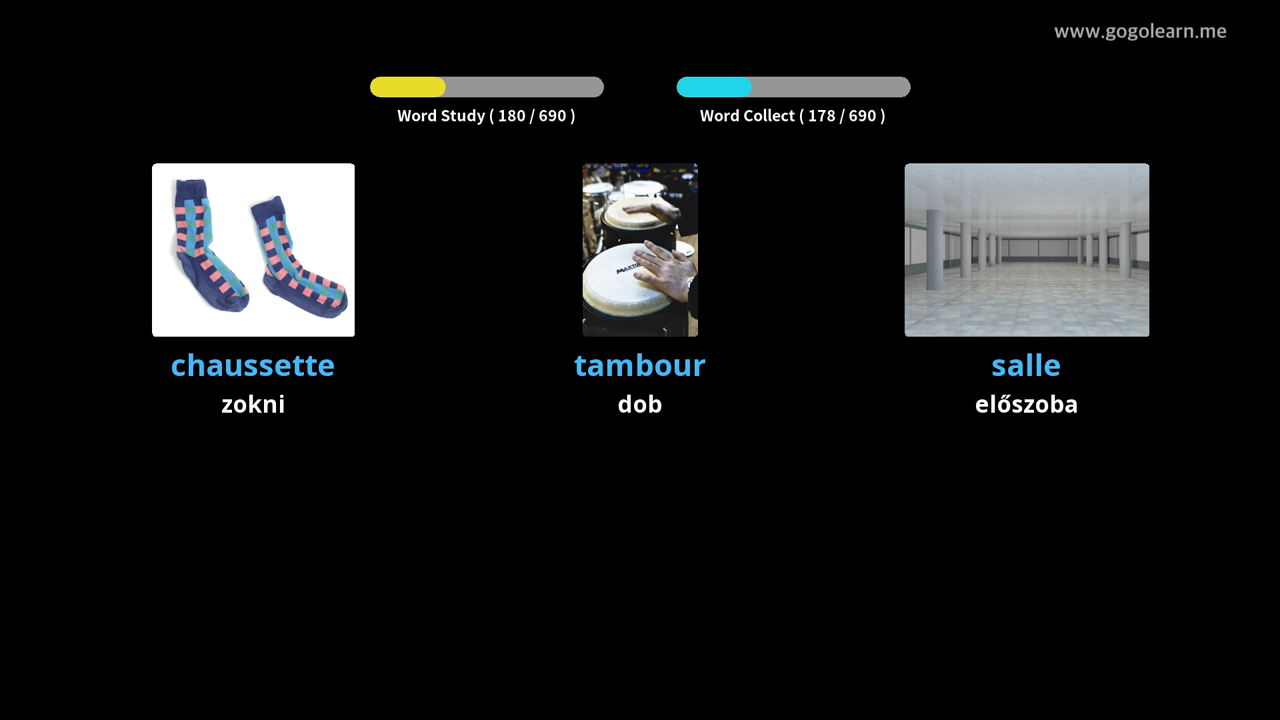 www.gogolearn.me
Word Study ( 180 / 690 )
Word Collect ( 178 / 690 )
chaussette
tambour
salle
zokni
dob
előszoba